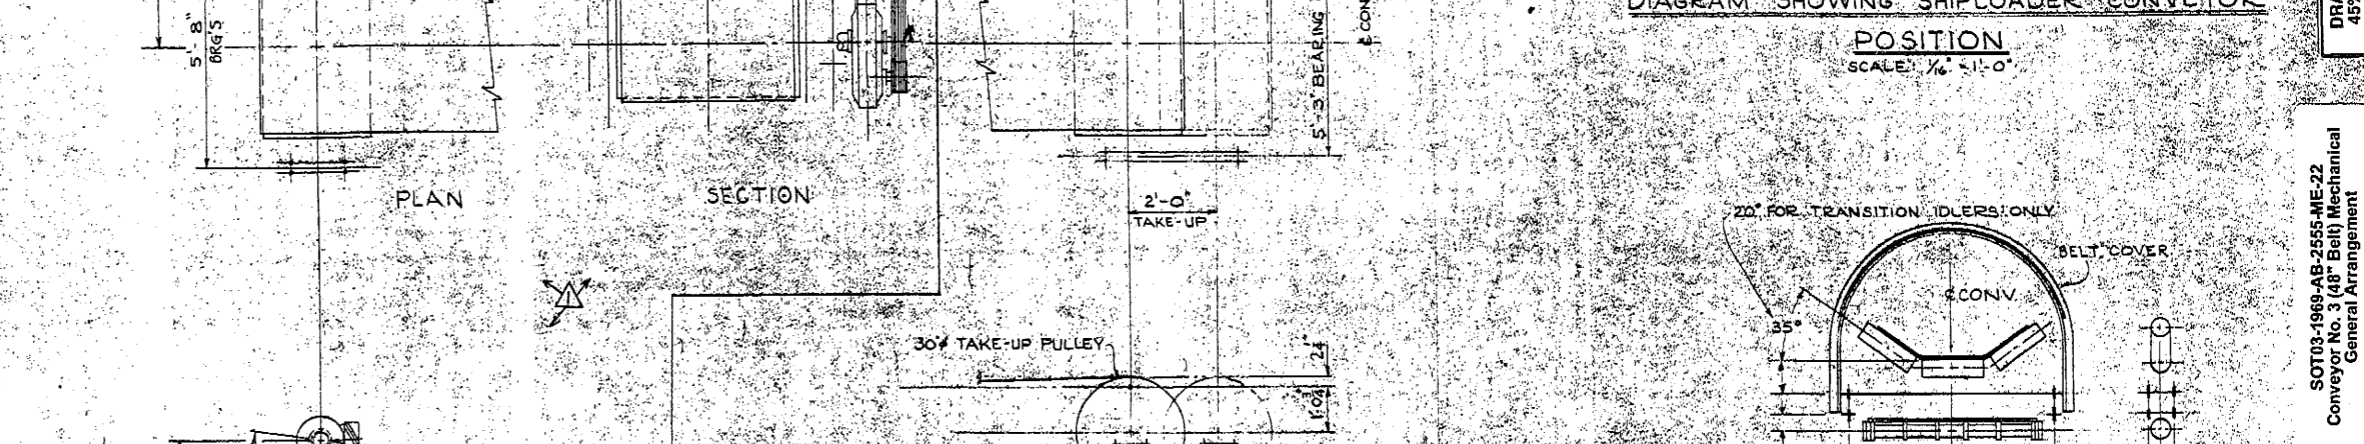 DIAGRAM SHOWING SHIPLOADER CONVEYOR
POSITION
SCALE: 1/16" = 1'-0"
5' 8"
BRG'S
5'-3" BEARING
PLAN
SECTION
2'-0"
TAKE-UP
20° FOR TRANSITION IDLERS ONLY
BELT COVER
℄ CONV.
35°
30"ϕ TAKE-UP PULLEY
SOT03-1969-AB-2555-ME-22
Conveyor No. 3 (48" Belt) Mechanical
General Arrangement